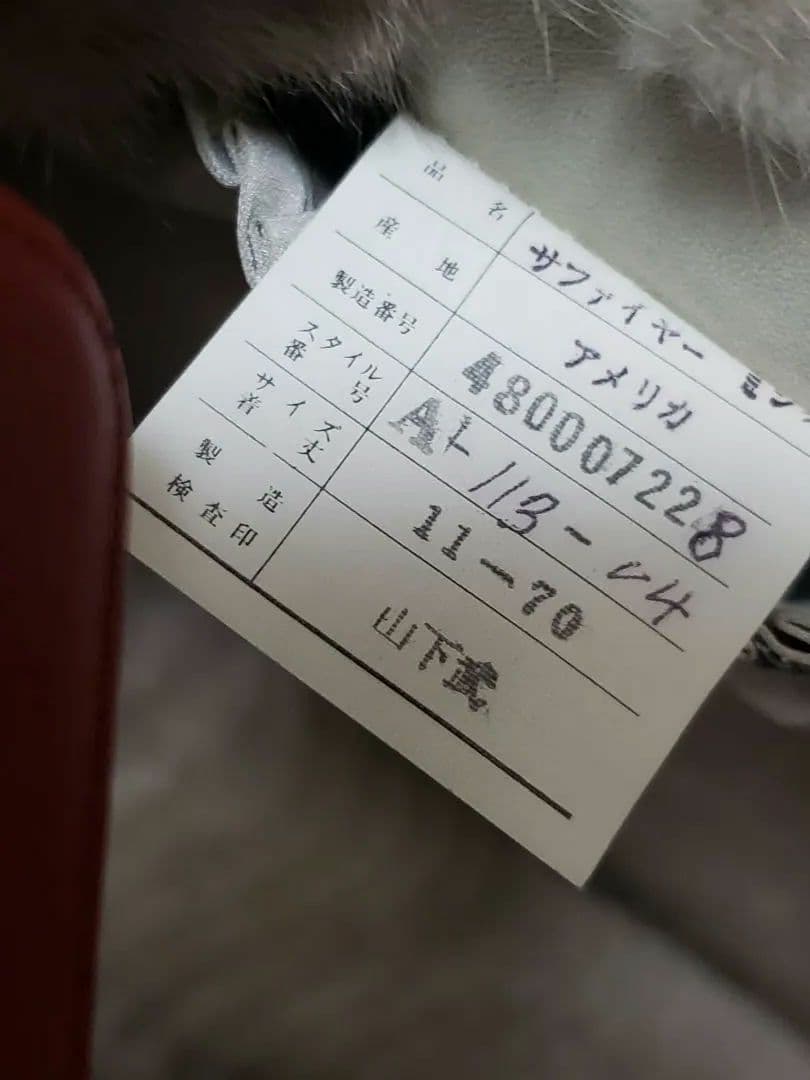 品名 サファイヤー ミン
産地 アメリカ
製造番号 4800007228
スタイル番号 AL 113-04
サイズ着丈 11-70
製造検査印 山下